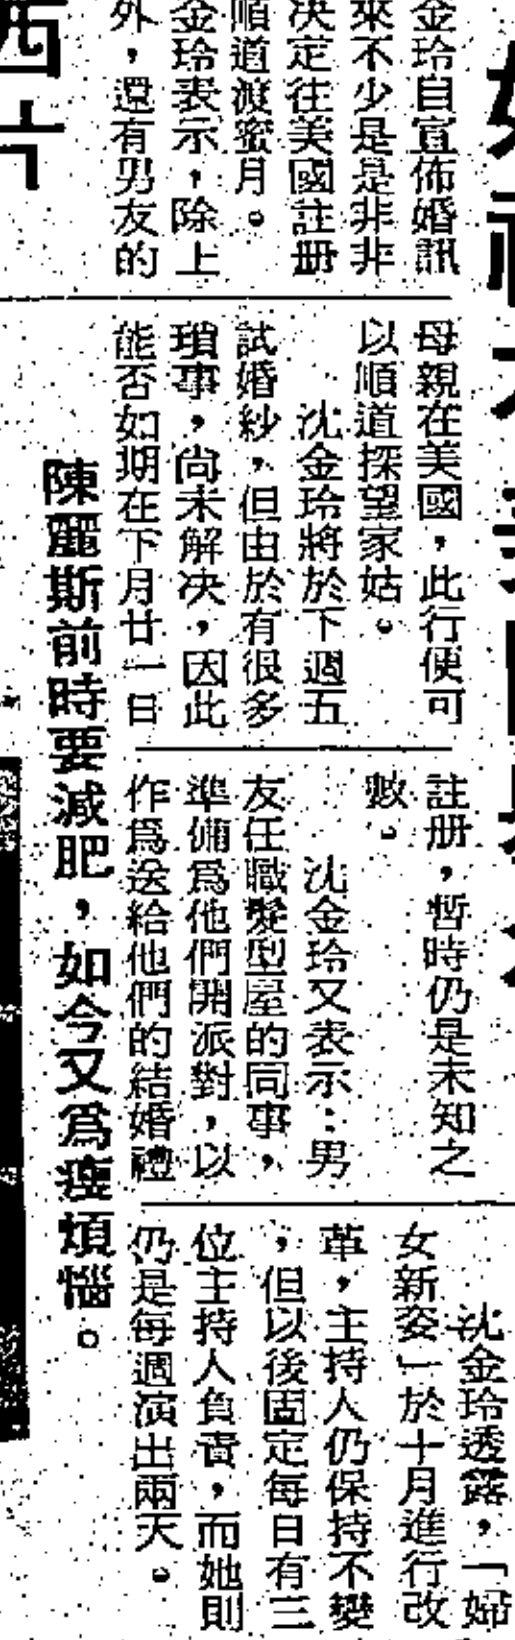 金玲自宣佈婚訊
來不少是是非非
决定往美國註册
順道渡蜜月。
金玲表示，除上
外，還有男友的
母親在美國，此行便可
以順道探望家姑。
沈金玲將於下週五
試婚紗，但由於有很多
瑣事，尚未解决，因此
能否如期在下月廿一日
註册，暫時仍是未知之
數。
沈金玲又表示：男
友任職髮型屋的同事，
準備爲他們開派對，以
作爲送給他們的結婚禮
沈金玲透露，「婦
女新姿」於十月進行改
革，主持人仍保持不變
，但以後固定每日有三
位主持人負責，而她則
仍是每週演出兩天。
陳麗斯前時要減肥，如今又爲瘦煩惱。
西片